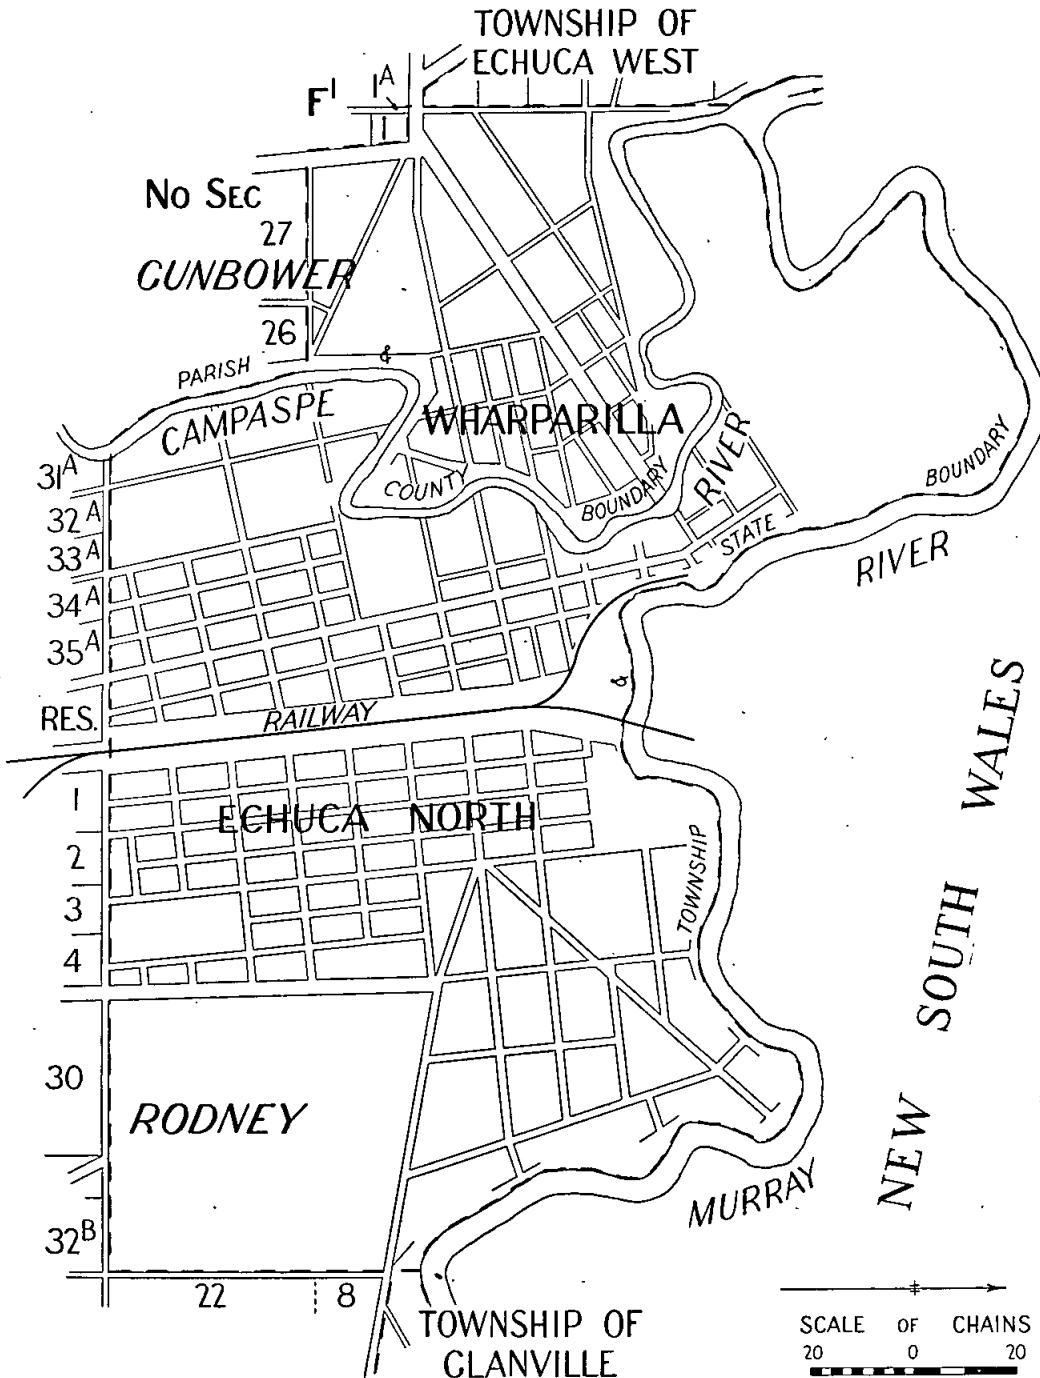 TOWNSHIP OF
ECHUCA WEST
1A
F1
1
NO SEC
27
GUNBOWER
26
&
PARISH
CAMPASPE
WHARPARILLA
31A
COUNTY
BOUNDARY
RIVER
BOUNDARY
32A
33A
STATE
RIVER
34A
35A
&
RES.
RAILWAY
1
ECHUCA NORTH
2
TOWNSHIP
3
4
NEW SOUTH WALES
30
RODNEY
MURRAY
32B
22
8
TOWNSHIP OF
GLANVILLE
SCALE OF CHAINS
20 0 20